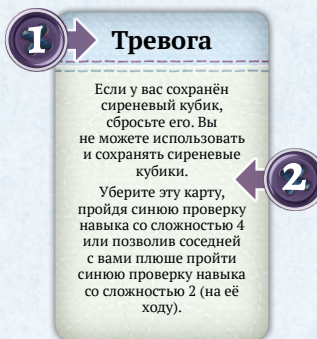 1
Тревога
Если у вас сохранён
сиреневый кубик,
сбросьте его. Вы
не можете использовать
и сохранять сиреневые
кубики.
2
Уберите эту карту,
пройдя синюю проверку
навыка со сложностью 4
или позволив соседней
с вами плюше пройти
синюю проверку навыка
со сложностью 2 (на её
ходу).